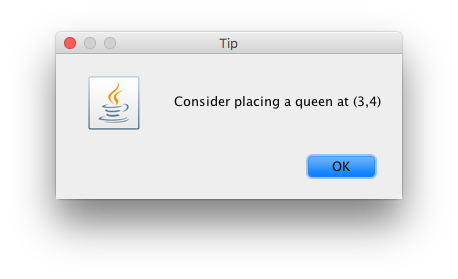 Tip
Consider placing a queen at (3,4)
OK